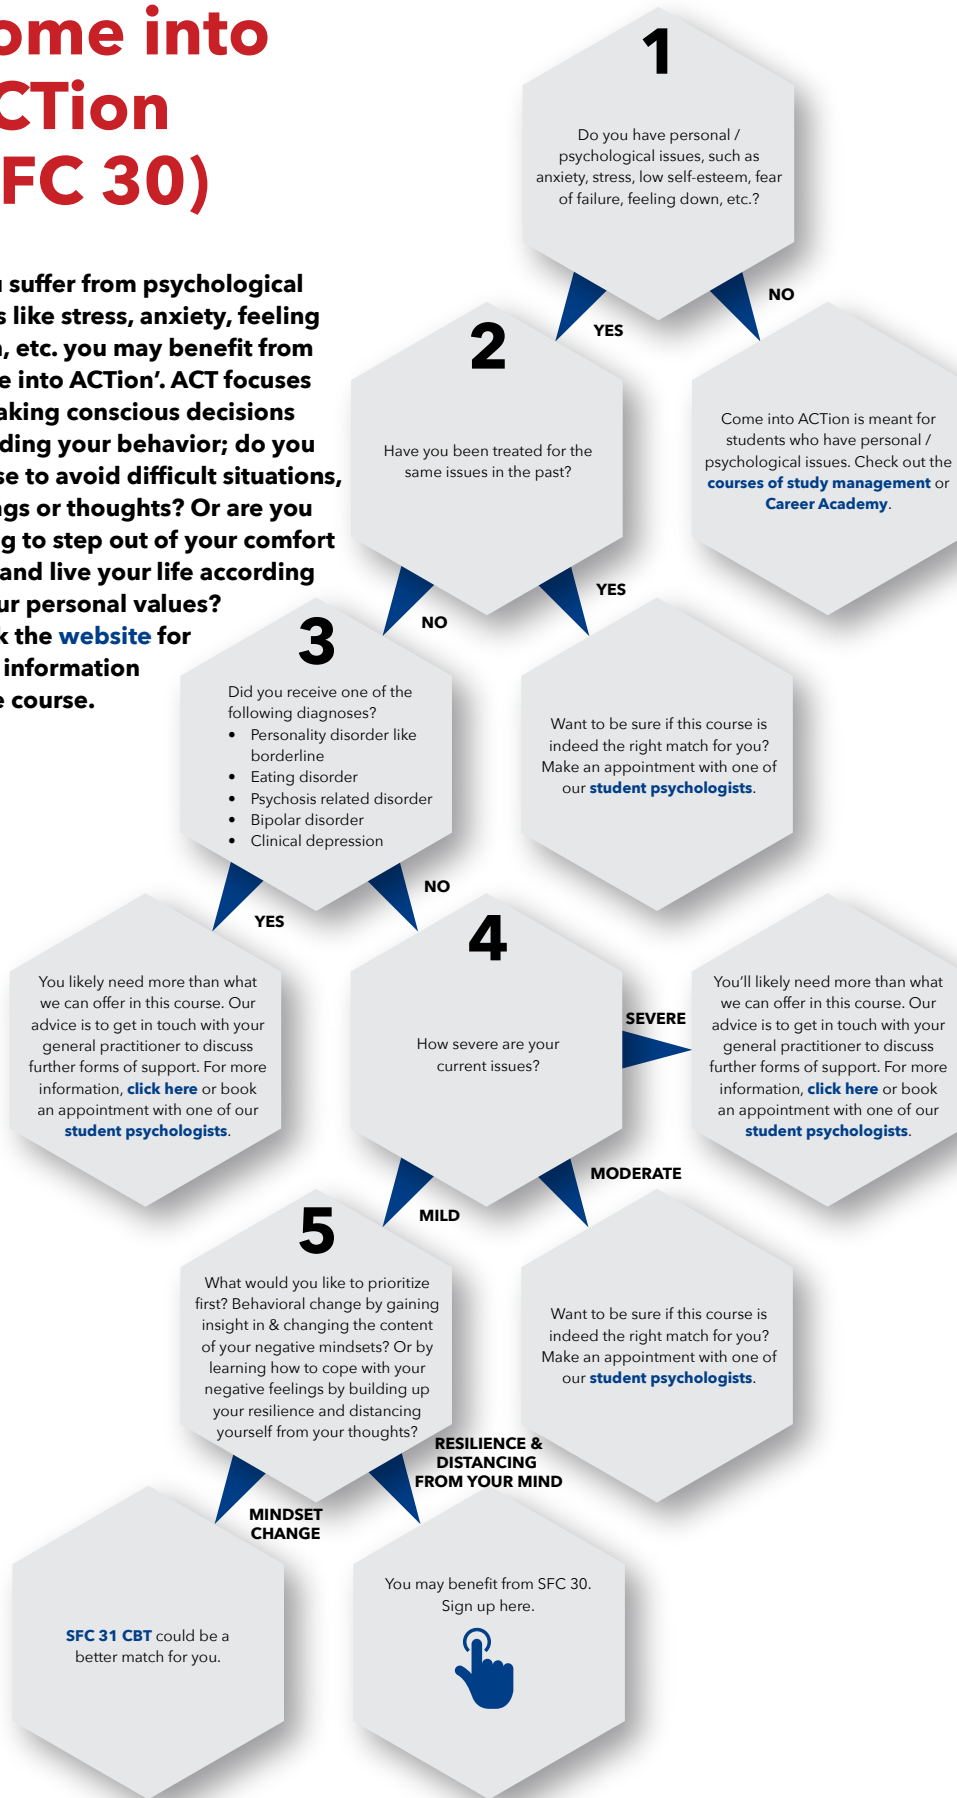 ome into
CTion
FC 30)
u suffer from psychological
s like stress, anxiety, feeling
, etc. you may benefit from
e into ACTion’. ACT focuses
aking conscious decisions
ding your behavior; do you
se to avoid difficult situations,
ngs or thoughts? Or are you
g to step out of your comfort
and live your life according
ur personal values?
k the website for
information
e course.
1
Do you have personal /
psychological issues, such as
anxiety, stress, low self-esteem, fear
of failure, feeling down, etc.?
YES
NO
2
Have you been treated for the
same issues in the past?
Come into ACTion is meant for
students who have personal /
psychological issues. Check out the
courses of study management or
Career Academy.
NO
YES
3
Did you receive one of the
following diagnoses?
• Personality disorder like
borderline
• Eating disorder
• Psychosis related disorder
• Bipolar disorder
• Clinical depression
Want to be sure if this course is
indeed the right match for you?
Make an appointment with one of
our student psychologists.
YES
NO
You likely need more than what
we can offer in this course. Our
advice is to get in touch with your
general practitioner to discuss
further forms of support. For more
information, click here or book
an appointment with one of our
student psychologists.
4
How severe are your
current issues?
SEVERE
You’ll likely need more than what
we can offer in this course. Our
advice is to get in touch with your
general practitioner to discuss
further forms of support. For more
information, click here or book
an appointment with one of our
student psychologists.
MILD
MODERATE
5
What would you like to prioritize
first? Behavioral change by gaining
insight in & changing the content
of your negative mindsets? Or by
learning how to cope with your
negative feelings by building up
your resilience and distancing
yourself from your thoughts?
Want to be sure if this course is
indeed the right match for you?
Make an appointment with one of
our student psychologists.
MINDSET
CHANGE
RESILIENCE &
DISTANCING
FROM YOUR MIND
SFC 31 CBT could be a
better match for you.
You may benefit from SFC 30.
Sign up here.